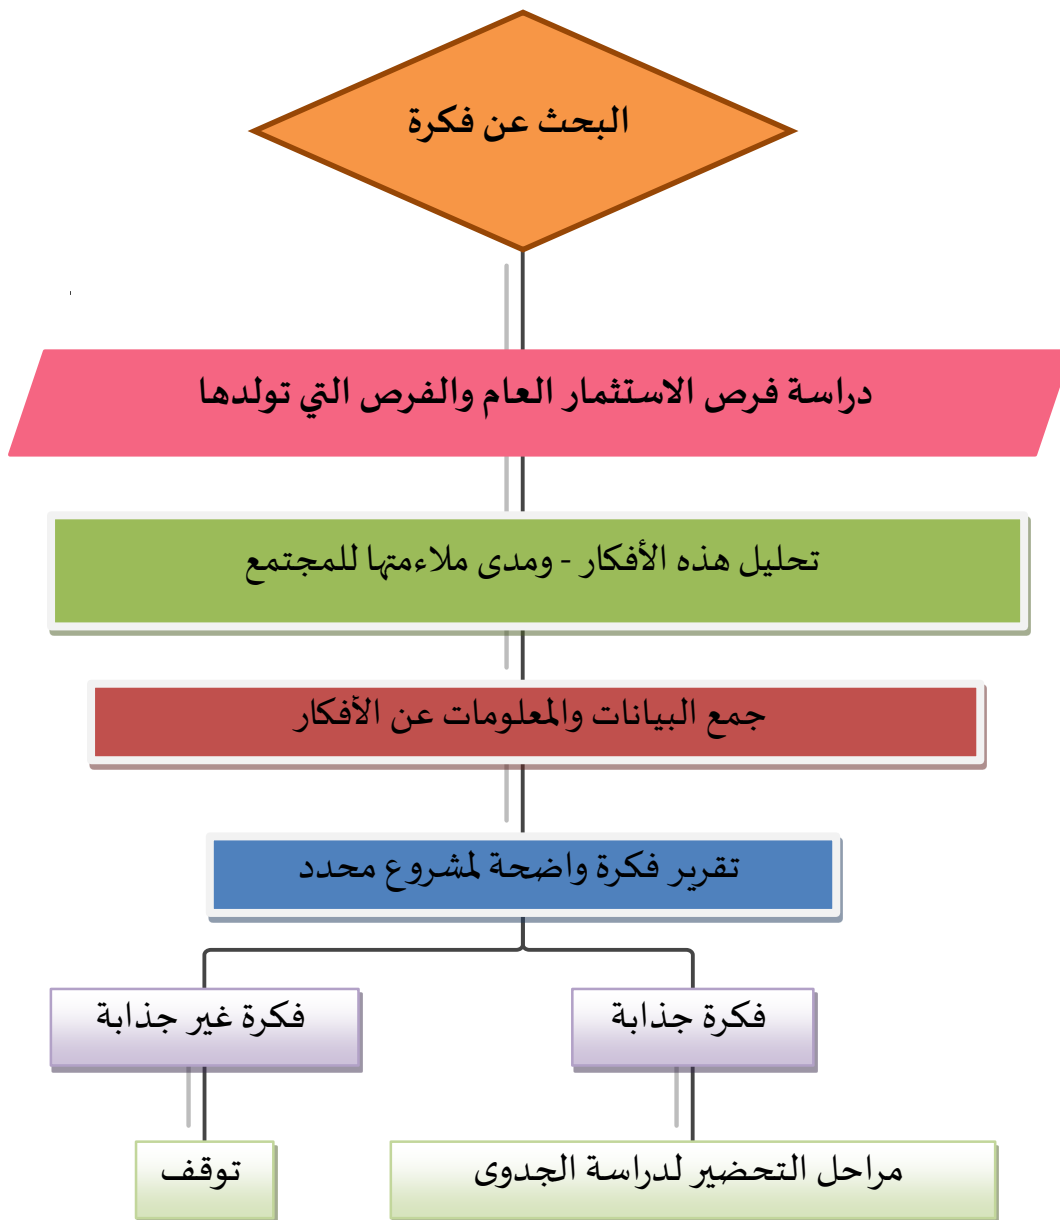 البحث عن فكرة
دراسة فرص الاستثمار العام والفرص التي تولدها
تحليل هذه الأفكار - ومدى ملاءمتها للمجتمع
جمع البيانات والمعلومات عن الأفكار
تقرير فكرة واضحة لمشروع محدد
فكرة جذابة
فكرة غير جذابة
مراحل التحضير لدراسة الجدوى
توقف